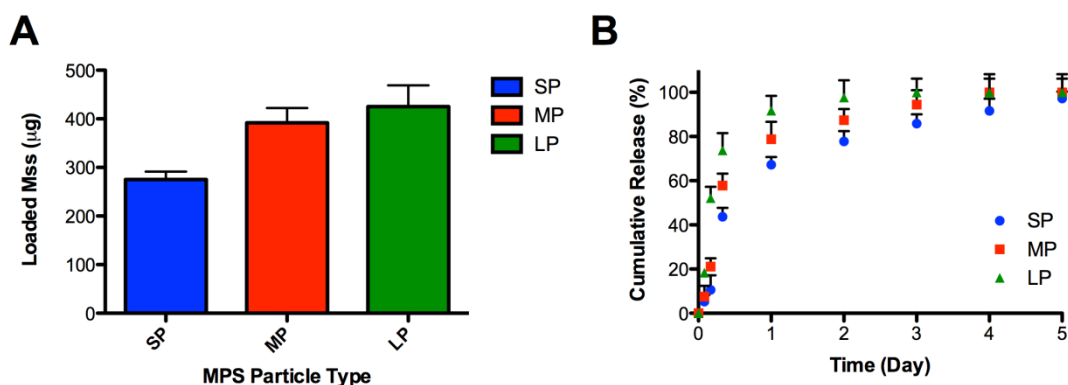 A
500
400
300
200
100
0
Loaded Mss (µg)
SP
MP
LP
MPS Particle Type
SP
MP
LP
B
100
80
60
40
20
0
Cumulative Release (%)
0 1 2 3 4 5
Time (Day)
SP
MP
LP